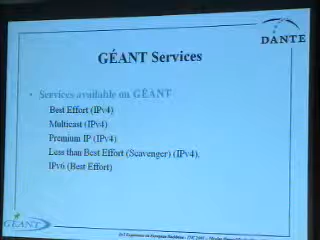 DANTE
GÉANT Services
• Services available on GÉANT
Best Effort (IPv4)
Multicast (IPv4)
Premium IP (IPv4)
Less than Best Effort (Scavenger) (IPv4),
IPv6 (Best Effort)
GÉANT